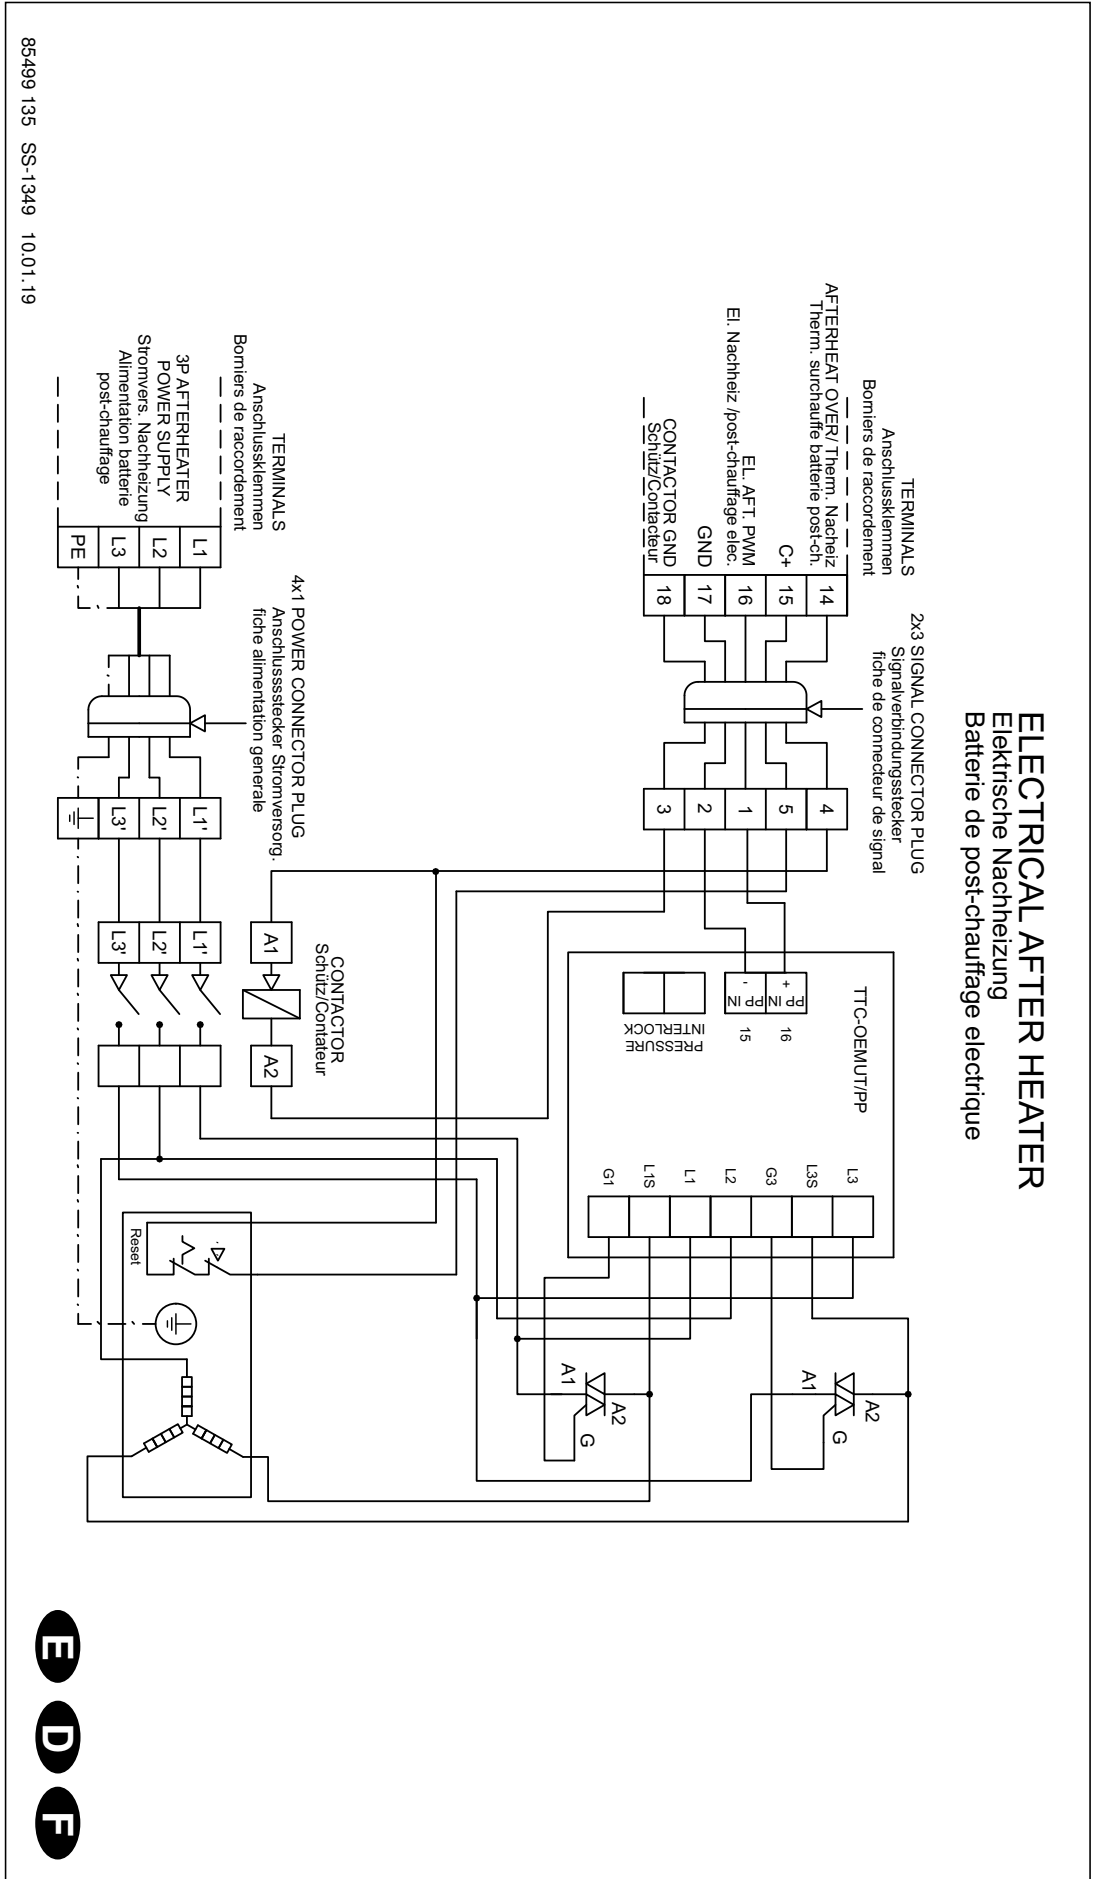 ELECTRICAL AFTER HEATER
Elektrische Nachheizung
Batterie de post-chauffage electrique
TERMINALS
Anschlussklemmen
Borniers de raccordement
AFTERHEAT OVER/ Therm. Nacheiz
Therm. surchauffe batterie post-ch.
C+
EL. AFT. PWM
El. Nachheiz /post-chauffage elec.
GND
CONTACTOR GND
Schütz/Contacteur
14
15
16
17
18
2x3 SIGNAL CONNECTOR PLUG
Signalverbindungsstecker
fiche de connecteur de signal
4
5
1
2
3
TTC-OEMUT/PP
+ PP IN
- PP IN
16
15
PRESSURE
INTERLOCK
L3
L3S
G3
L2
L1
L1S
G1
A1
A2
G
A1
A2
G
TERMINALS
Anschlussklemmen
Borniers de raccordement
3P AFTERHEATER
POWER SUPPLY
Stromvers. Nachheizung
Alimentation batterie
post-chauffage
L1
L2
L3
PE
4x1 POWER CONNECTOR PLUG
Anschlusssstecker Stromversorg.
fiche alimentation generale
L1'
L2'
L3'
CONTACTOR
Schütz/Contateur
A1
A2
L1'
L2'
L3'
Reset
85499 135 SS-1349 10.01.19
E D F